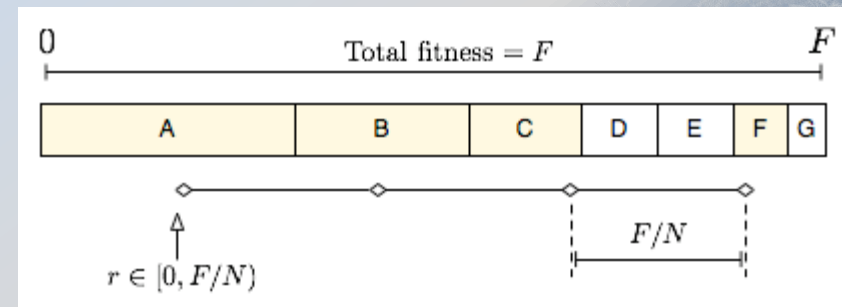 0 Total fitness = F F
A B C D E F G
F/N
r ∈ [0, F/N)